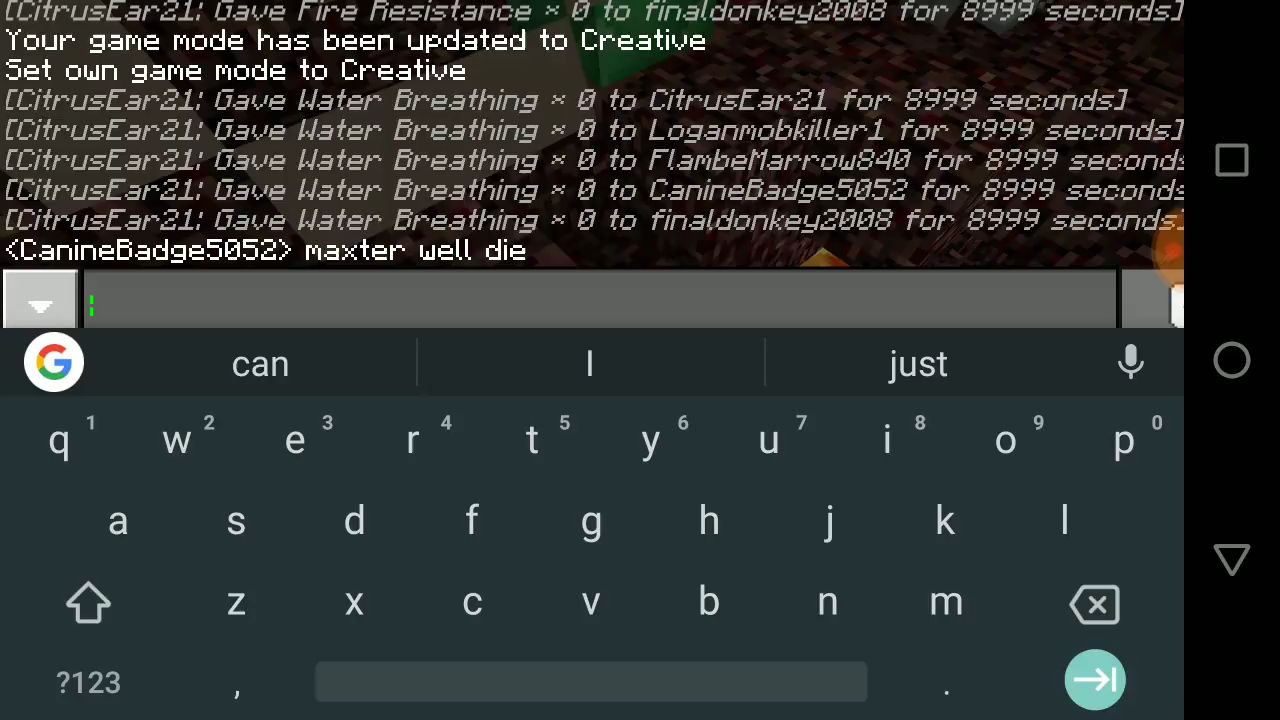 [CitrusEar21: Gave Fire Resistance * 0 to finaldonkey2008 for 8999 seconds]
Your game mode has been updated to Creative
Set own game mode to Creative
[CitrusEar21: Gave Water Breathing * 0 to CitrusEar21 for 8999 seconds]
[CitrusEar21: Gave Water Breathing * 0 to Loganmobkiller1 for 8999 seconds]
[CitrusEar21: Gave Water Breathing * 0 to FlambeMarrow840 for 8999 seconds
[CitrusEar21: Gave Water Breathing * 0 to CanineBadge5052 for 8999 seconds
[CitrusEar21: Gave Water Breathing * 0 to finaldonkey2008 for 8999 seconds]
<CanineBadge5052> maxter well die
can I just
q 1 w 2 e 3 r 4 t 5 y 6 u 7 i 8 o 9 p 0
a s d f g h j k l
z x c v b n m
?123 , .